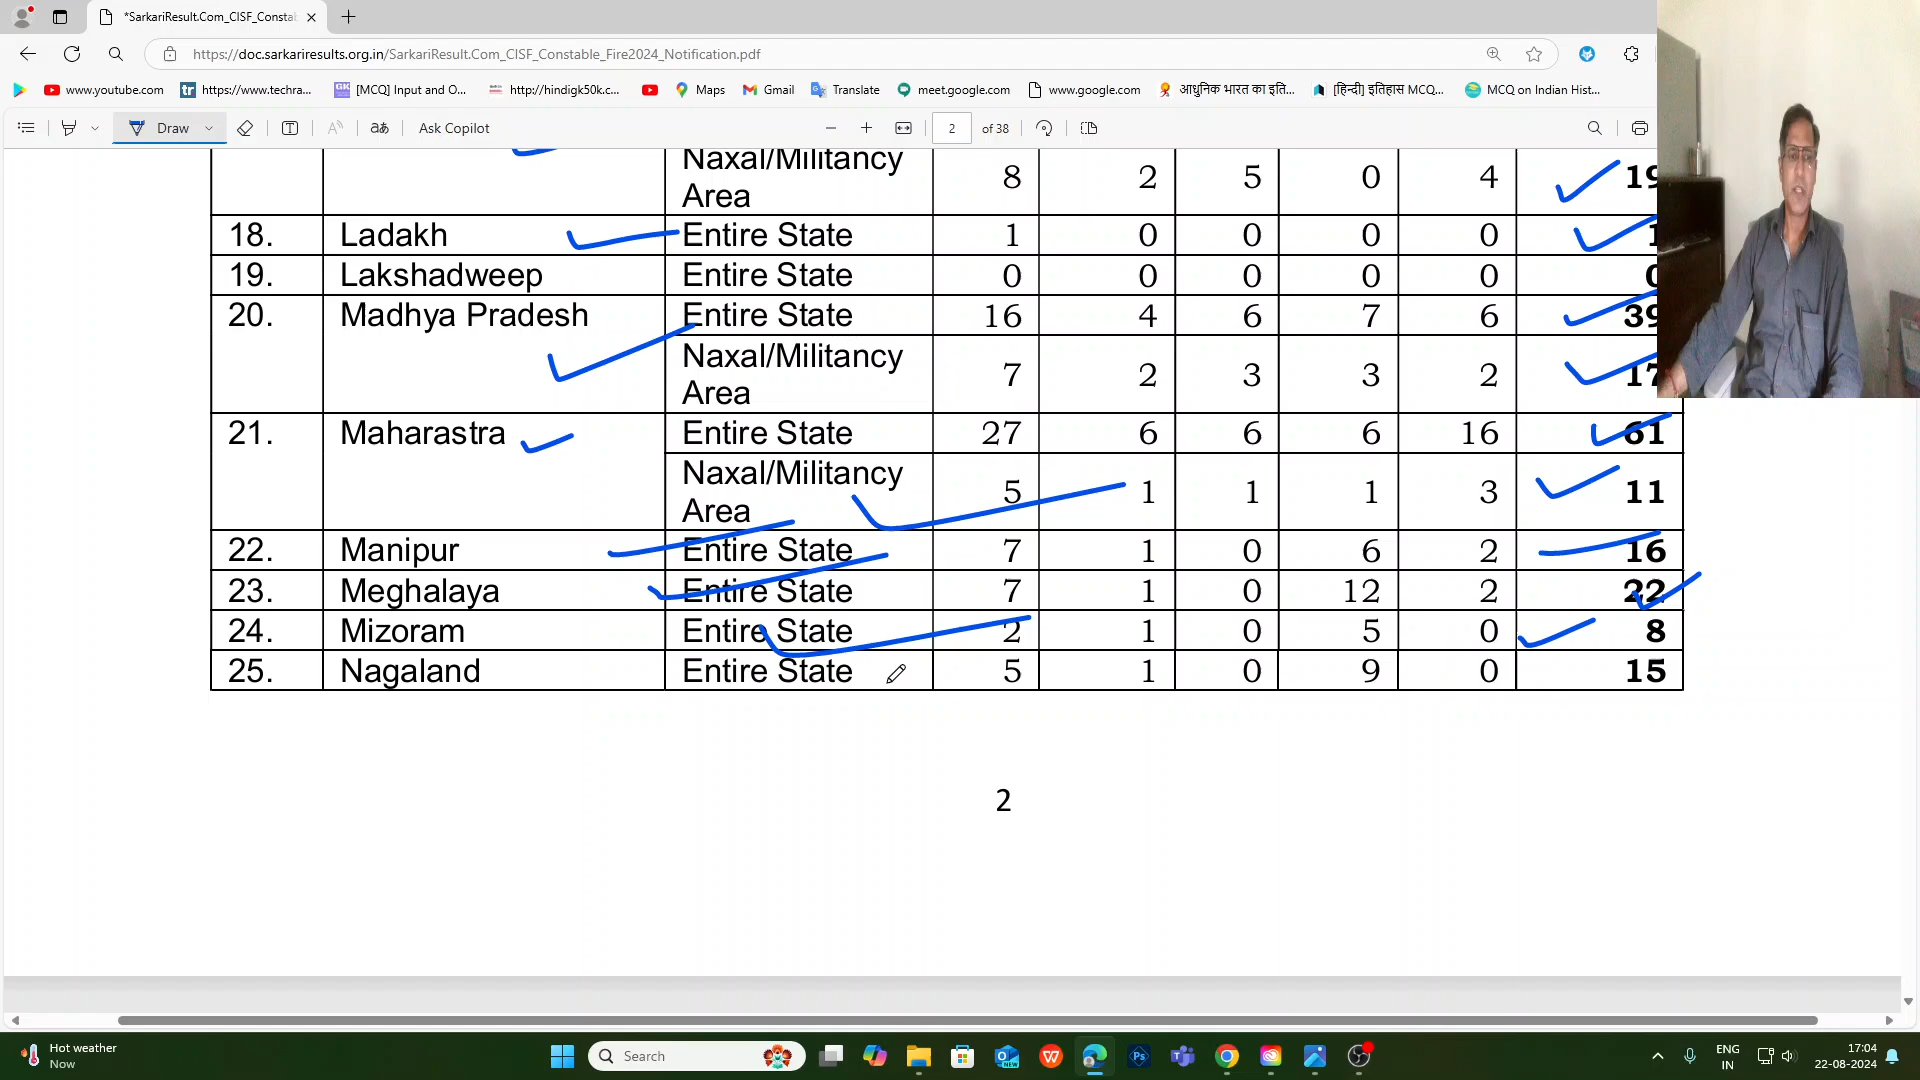 *SarkariResult.Com_CISF_Consta
https://doc.sarkariresults.org.in/SarkariResult.Com_CISF_Constable_Fire2024_Notification.pdf
www.youtube.com https://www.techra... [MCQ] Input and O... http://hindigk50k.c... Maps Gmail Translate meet.google.com www.google.com आधुनिक भारत का इति... [हिन्दी] इतिहास MCQ... MCQ on Indian Hist...
Draw Ask Copilot 2 of 38
Naxal/Militancy Area 8 2 5 0 4 19
18. Ladakh Entire State 1 0 0 0 0 1
19. Lakshadweep Entire State 0 0 0 0 0 0
20. Madhya Pradesh Entire State 16 4 6 7 6 39
Naxal/Militancy Area 7 2 3 3 2 17
21. Maharastra Entire State 27 6 6 6 16 61
Naxal/Militancy Area 5 1 1 1 3 11
22. Manipur Entire State 7 1 0 6 2 16
23. Meghalaya Entire State 7 1 0 12 2 22
24. Mizoram Entire State 2 1 0 5 0 8
25. Nagaland Entire State 5 1 0 9 0 15
2
Hot weather
Now
Search
ENG
IN
17:04
22-08-2024